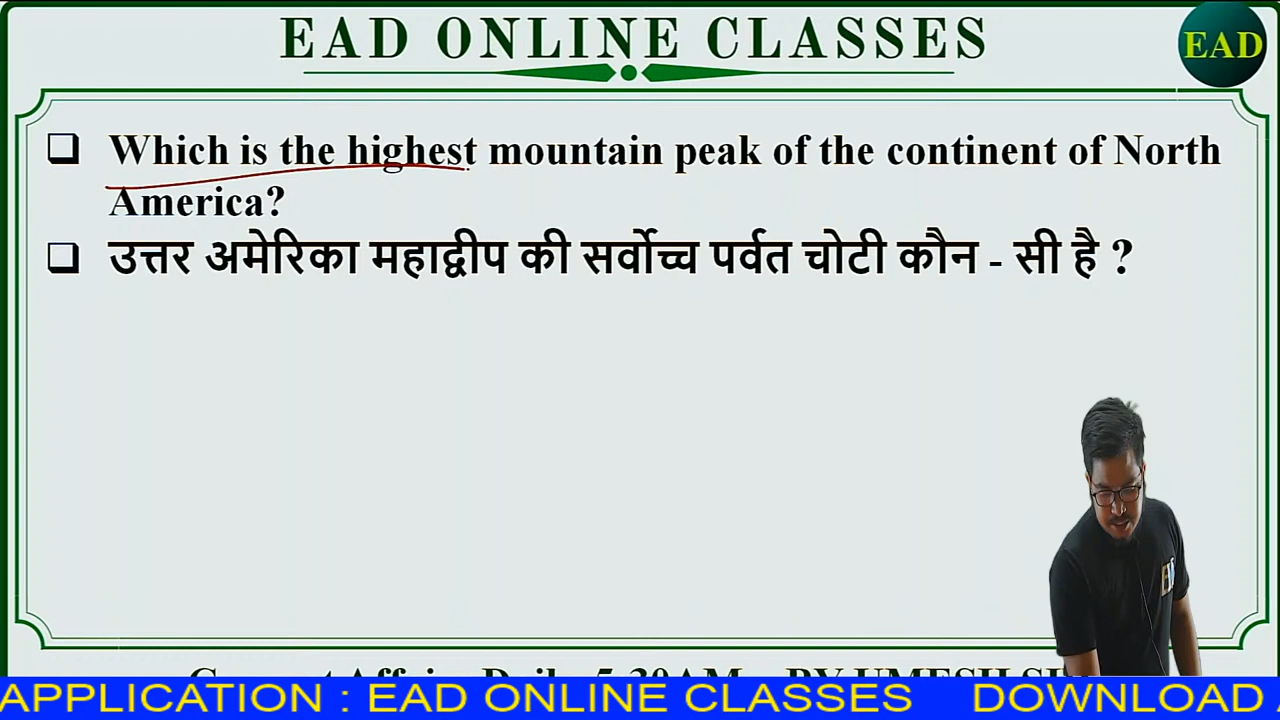 EAD ONLINE CLASSES
EAD
❑ Which is the highest mountain peak of the continent of North
America?
❑ उत्तर अमेरिका महाद्वीप की सर्वोच्च पर्वत चोटी कौन - सी है ?
APPLICATION : EAD ONLINE CLASSES DOWNLOAD